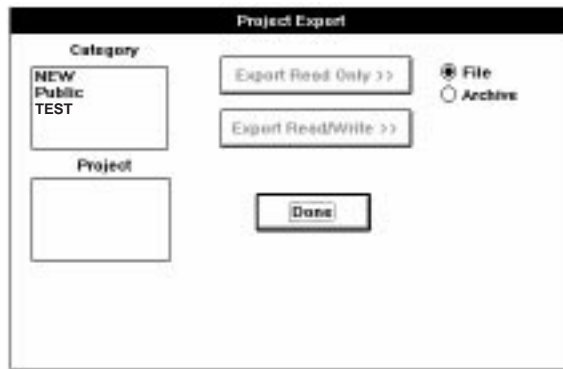 Project Export
Category
NEW
Public
TEST
Export Read Only >>
File
Archive
Export Read/Write >>
Project
Done